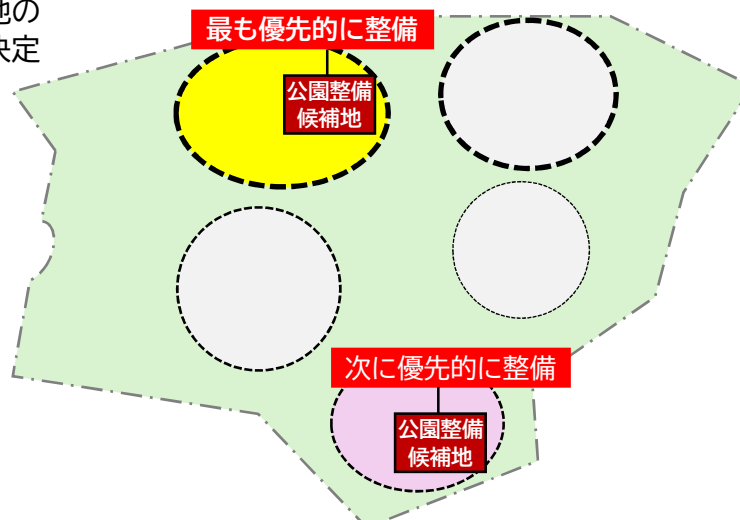 地の
決定
最も優先的に整備
公園整備
候補地
次に優先的に整備
公園整備
候補地